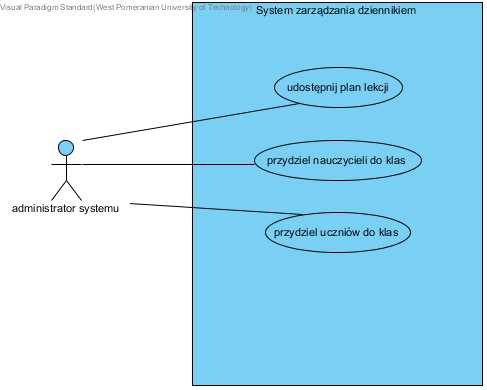 Visual Paradigm Standard(West Pomeranian University of Technology)
System zarządzania dziennikiem
udostępnij plan lekcji
przydziel nauczycieli do klas
administrator systemu
przydziel uczniów do klas